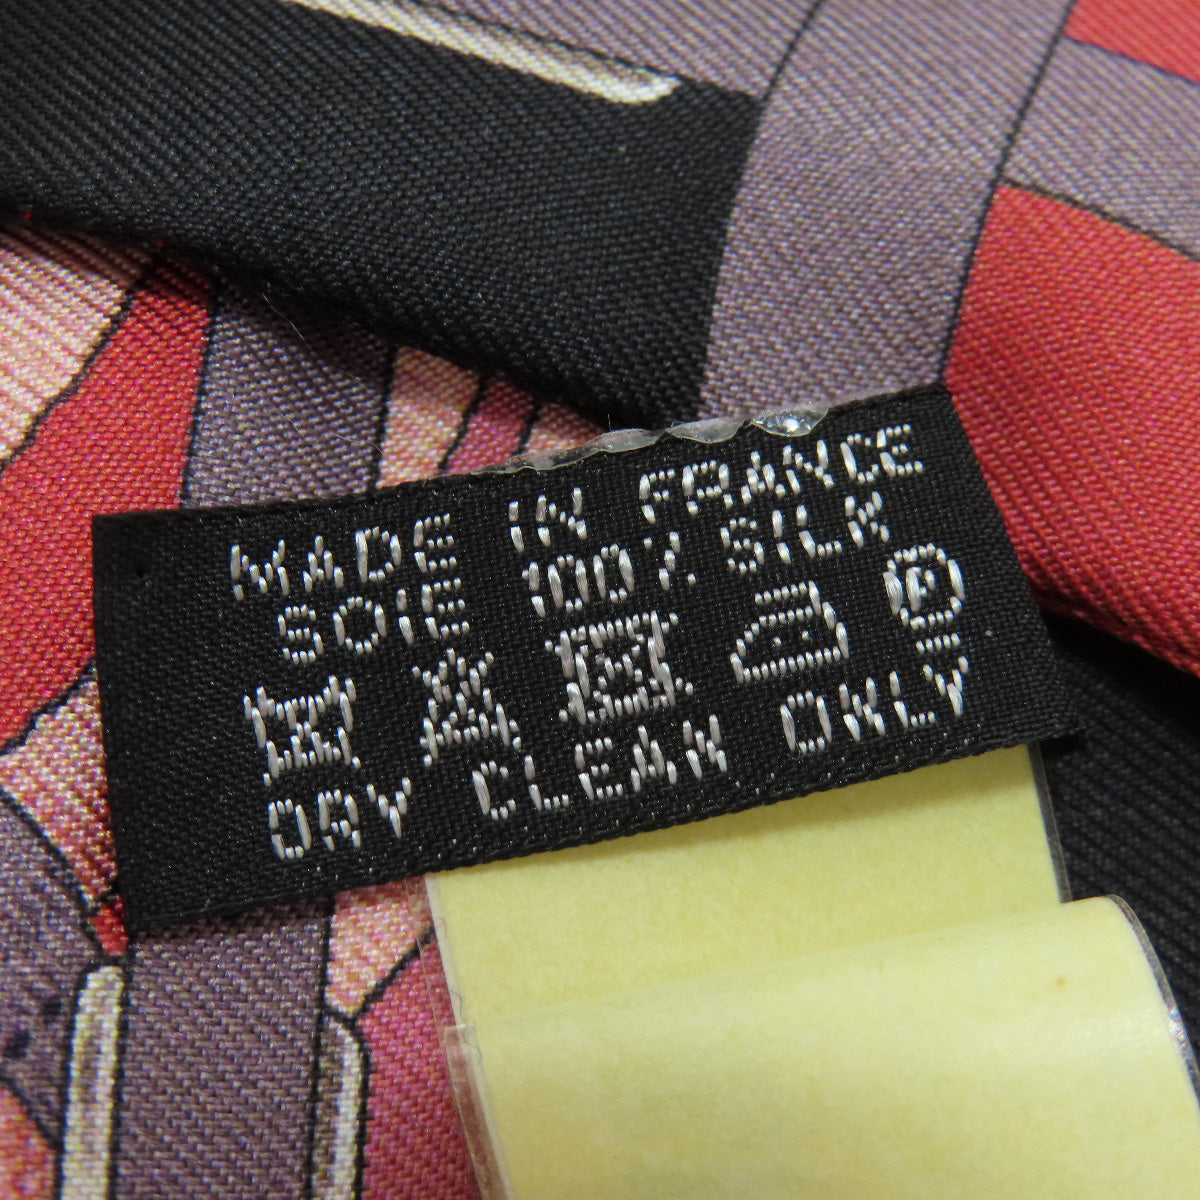 MADE IN FRANCE
SOIE 100% SILK
P
DRY CLEAN ONLY